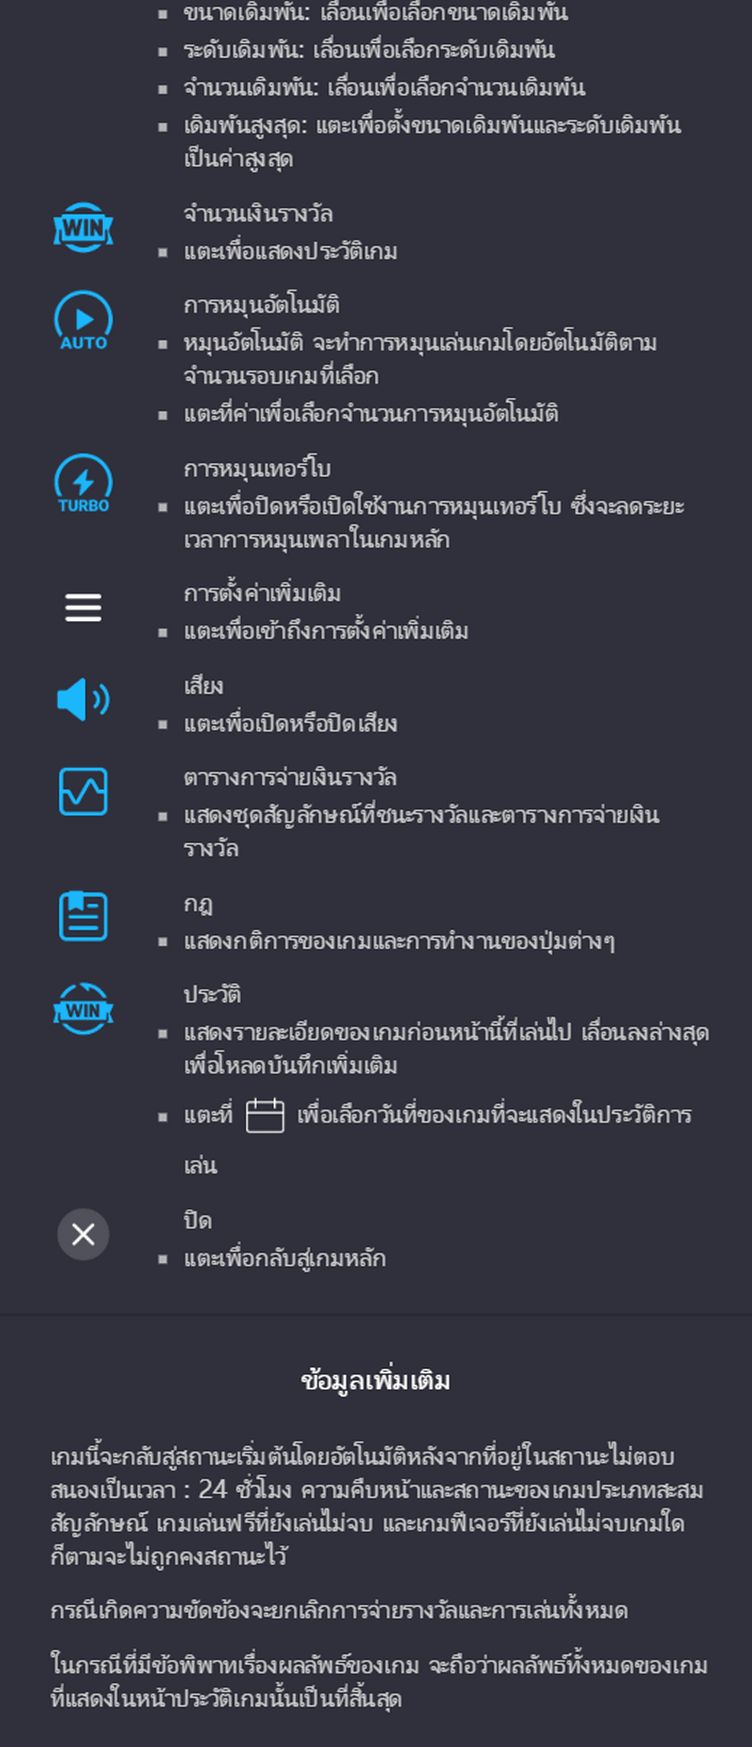 ▪ ขนาดเดิมพัน: เลื่อนเพื่อเลือกขนาดเดิมพัน
▪ ระดับเดิมพัน: เลื่อนเพื่อเลือกระดับเดิมพัน
▪ จำนวนเดิมพัน: เลื่อนเพื่อเลือกจำนวนเดิมพัน
▪ เดิมพันสูงสุด: แตะเพื่อตั้งขนาดเดิมพันและระดับเดิมพัน
เป็นค่าสูงสุด
WIN
จำนวนเงินรางวัล
▪ แตะเพื่อแสดงประวัติเกม
AUTO
การหมุนอัตโนมัติ
▪ หมุนอัตโนมัติ จะทำการหมุนเล่นเกมโดยอัตโนมัติตาม
จำนวนรอบเกมที่เลือก
▪ แตะที่ค่าเพื่อเลือกจำนวนการหมุนอัตโนมัติ
TURBO
การหมุนเทอร์โบ
▪ แตะเพื่อปิดหรือเปิดใช้งานการหมุนเทอร์โบ ซึ่งจะลดระยะ
เวลาการหมุนเพลาในเกมหลัก
การตั้งค่าเพิ่มเติม
▪ แตะเพื่อเข้าถึงการตั้งค่าเพิ่มเติม
เสียง
▪ แตะเพื่อเปิดหรือปิดเสียง
ตารางการจ่ายเงินรางวัล
▪ แสดงชุดสัญลักษณ์ที่ชนะรางวัลและตารางการจ่ายเงิน
รางวัล
กฎ
▪ แสดงกติการของเกมและการทำงานของปุ่มต่างๆ
WIN
ประวัติ
▪ แสดงรายละเอียดของเกมก่อนหน้านี้ที่เล่นไป เลื่อนลงล่างสุด
เพื่อโหลดบันทึกเพิ่มเติม
▪ แตะที่ เพื่อเลือกวันที่ของเกมที่จะแสดงในประวัติการ
เล่น
ปิด
▪ แตะเพื่อกลับสู่เกมหลัก
ข้อมูลเพิ่มเติม
เกมนี้จะกลับสู่สถานะเริ่มต้นโดยอัตโนมัติหลังจากที่อยู่ในสถานะไม่ตอบ
สนองเป็นเวลา : 24 ชั่วโมง ความคืบหน้าและสถานะของเกมประเภทสะสม
สัญลักษณ์ เกมเล่นฟรีที่ยังเล่นไม่จบ และเกมฟีเจอร์ที่ยังเล่นไม่จบเกมใด
ก็ตามจะไม่ถูกคงสถานะไว้
กรณีเกิดความขัดข้องจะยกเลิกการจ่ายรางวัลและการเล่นทั้งหมด
ในกรณีที่มีข้อพิพาทเรื่องผลลัพธ์ของเกม จะถือว่าผลลัพธ์ทั้งหมดของเกม
ที่แสดงในหน้าประวัติเกมนั้นเป็นที่สิ้นสุด